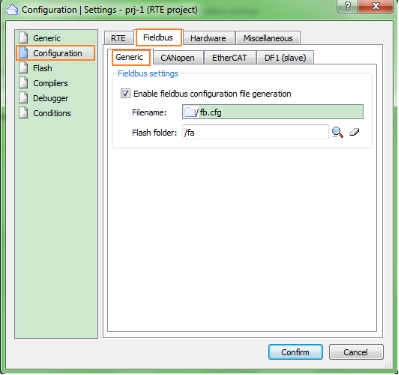 Configuration | Settings - prj-1 (RTE project)
Generic
Configuration
Flash
Compilers
Debugger
Conditions
RTE Fieldbus Hardware Miscellaneous
Generic CANopen EtherCAT DF1 (slave)
Fieldbus settings
Enable fieldbus configuration file generation
Filename: /fb.cfg
Flash folder: /fa
Confirm Cancel